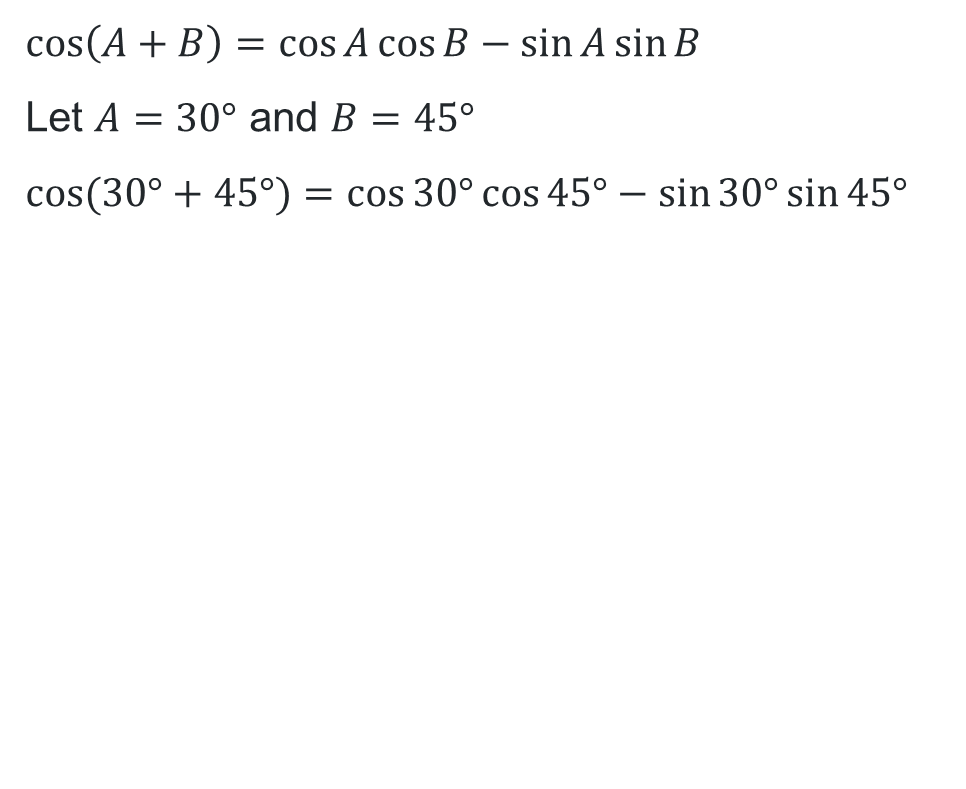 cos(A + B) = cos A cos B − sin A sin B
Let A = 30° and B = 45°
cos(30° + 45°) = cos 30° cos 45° − sin 30° sin 45°